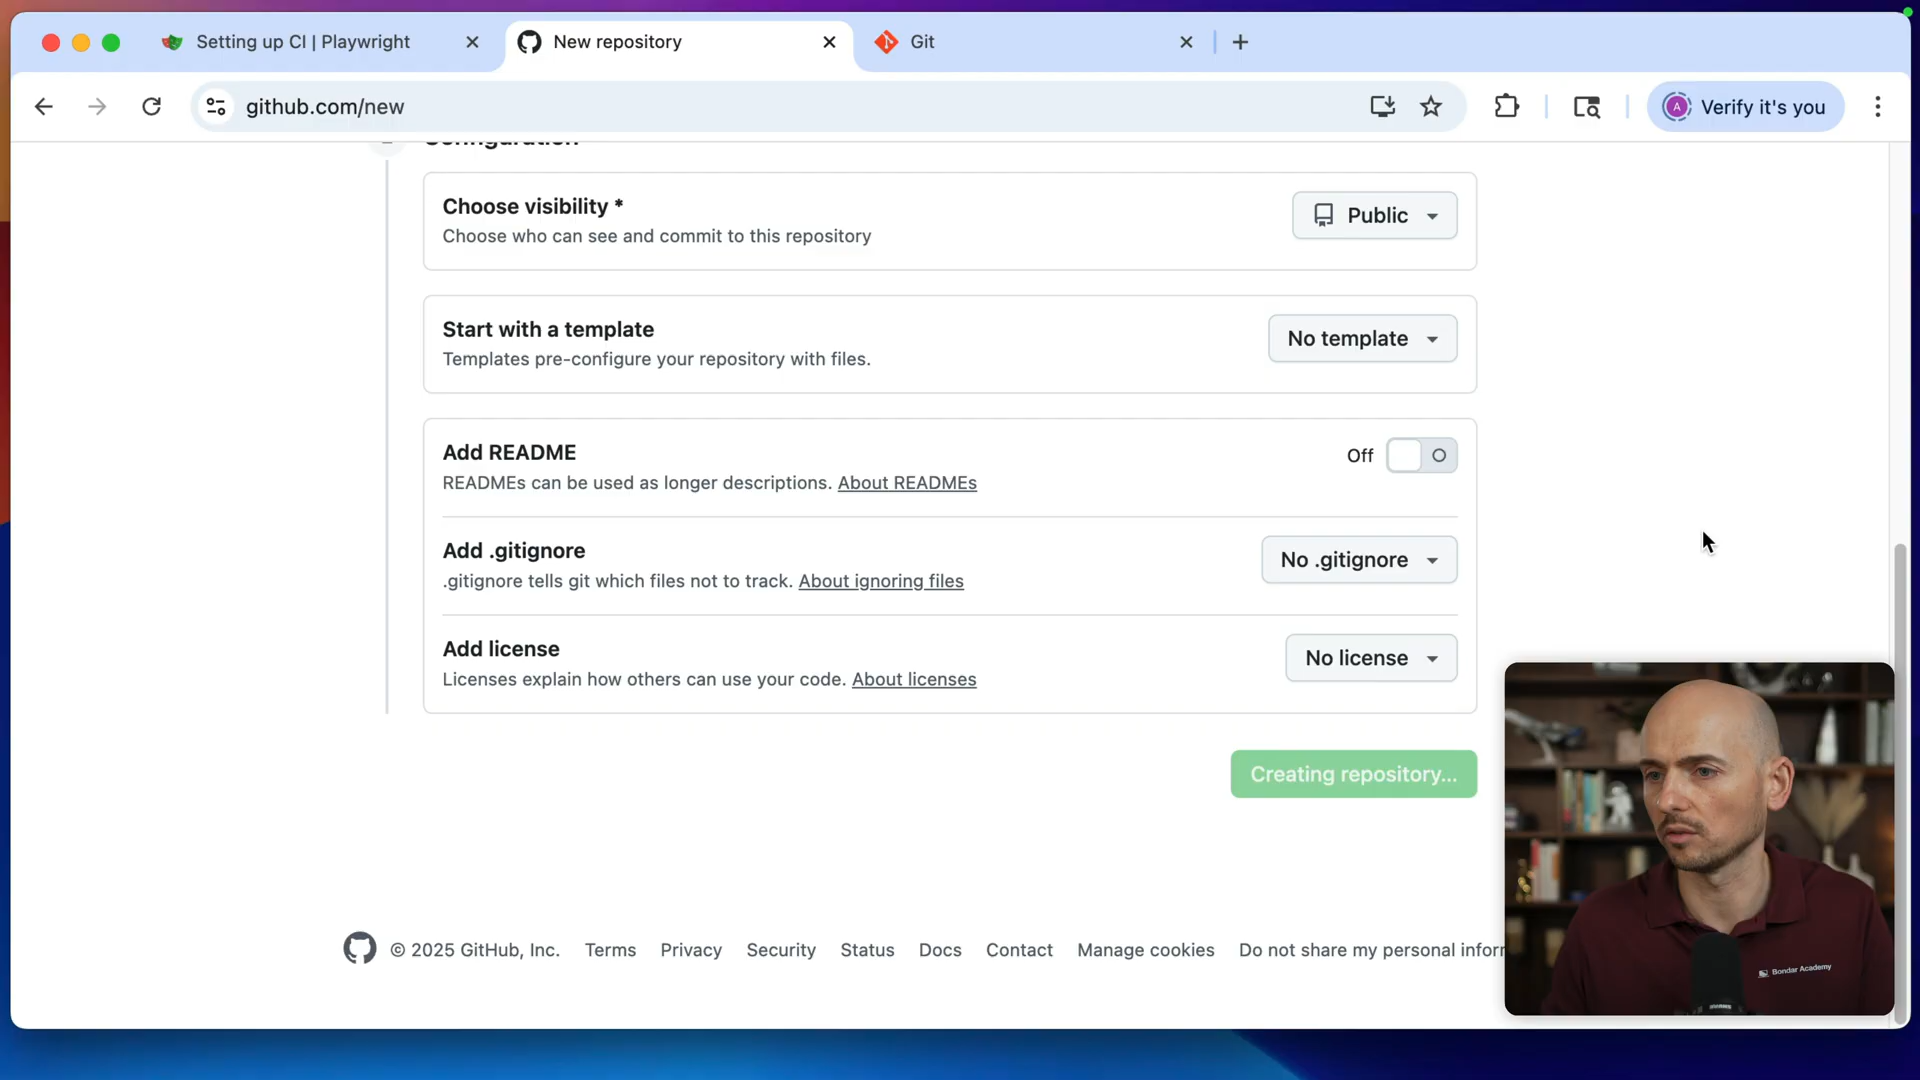 Setting up CI | Playwright
New repository
Git
github.com/new
A
Verify it's you
Choose visibility *
Choose who can see and commit to this repository
Public
Start with a template
Templates pre-configure your repository with files.
No template
Add README
READMEs can be used as longer descriptions. About READMEs
Off
Add .gitignore
.gitignore tells git which files not to track. About ignoring files
No .gitignore
Add license
Licenses explain how others can use your code. About licenses
No license
Creating repository...
© 2025 GitHub, Inc. Terms Privacy Security Status Docs Contact Manage cookies Do not share my personal infor
Bondar Academy